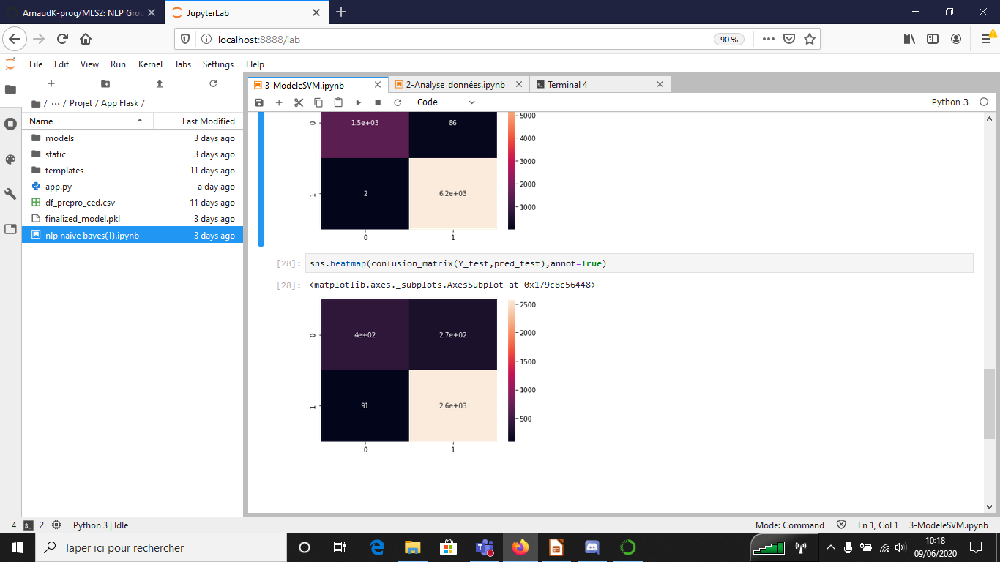 ArnaudK-prog/MLS2: NLP Grou
JupyterLab
localhost:8888/lab
90 %
File Edit View Run Kernel Tabs Settings Help
/ ··· / Projet / App Flask /
Name Last Modified
models 3 days ago
static 3 days ago
templates 11 days ago
app.py a day ago
df_prepro_ced.csv 11 days ago
finalized_model.pkl 3 days ago
nlp naive bayes(1).ipynb 3 days ago
3-ModeleSVM.ipynb
2-Analyse_données.ipynb
Terminal 4
Code
Python 3
0 1.5e+03 86
1 2 6.2e+03
0 1
5000
4000
3000
2000
1000
[28]: sns.heatmap(confusion_matrix(Y_test,pred_test),annot=True)
[28]: <matplotlib.axes._subplots.AxesSubplot at 0x179c8c56448>
0 4e+02 2.7e+02
1 91 2.6e+03
0 1
2500
2000
1500
1000
500
4 2 Python 3 | Idle
Mode: Command Ln 1, Col 1 3-ModeleSVM.ipynb
Taper ici pour rechercher
10:18
09/06/2020